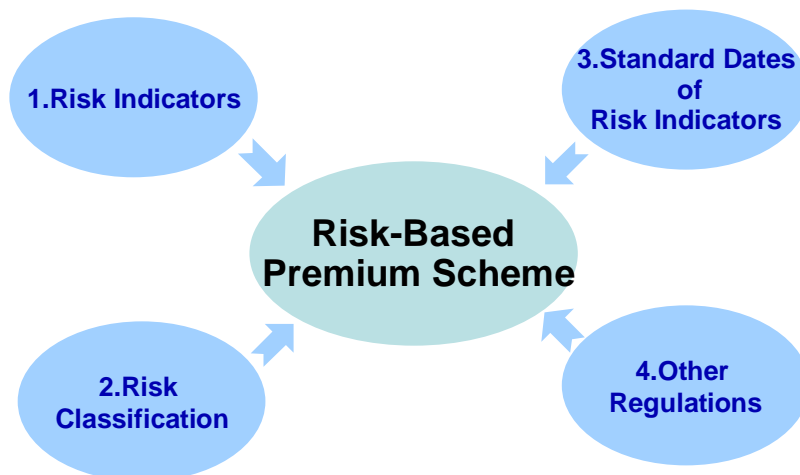 1.Risk Indicators
3.Standard Dates
of
Risk Indicators
Risk-Based
Premium Scheme
2.Risk
Classification
4.Other
Regulations